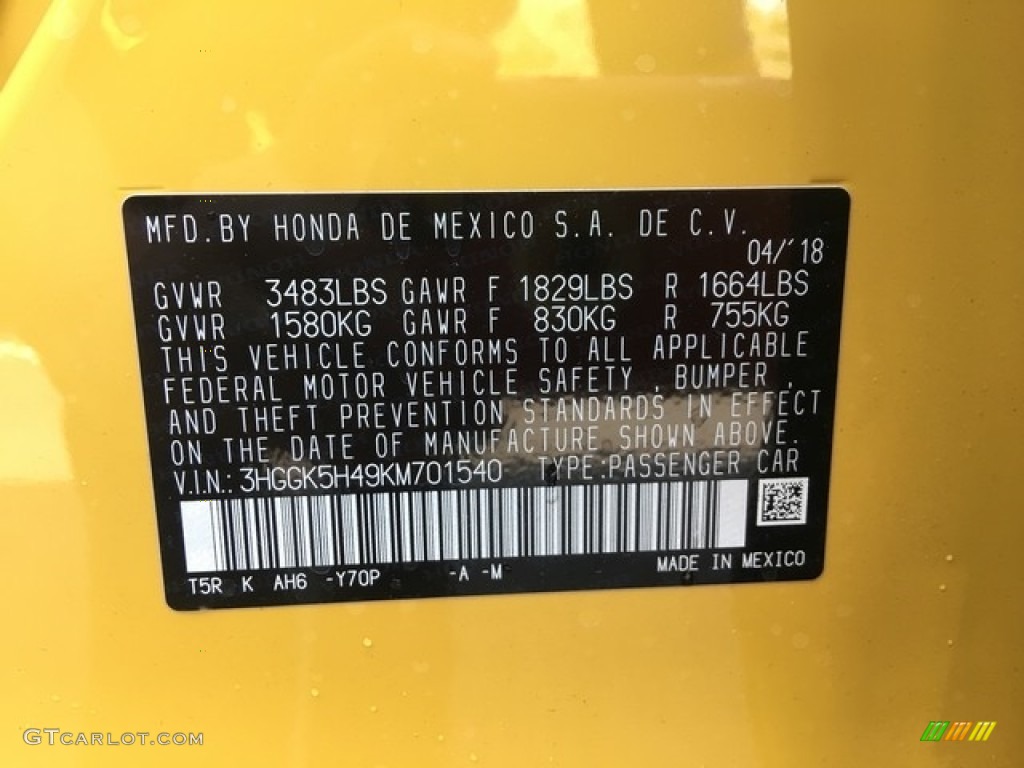 MFD.BY HONDA DE MEXICO S.A. DE C.V.
04/'18
GVWR 3483LBS GAWR F 1829LBS R 1664LBS
GVWR 1580KG GAWR F 830KG R 755KG
THIS VEHICLE CONFORMS TO ALL APPLICABLE
FEDERAL MOTOR VEHICLE SAFETY , BUMPER ,
AND THEFT PREVENTION STANDARDS IN EFFECT
ON THE DATE OF MANUFACTURE SHOWN ABOVE.
V.I.N.: 3HGGK5H49KM701540 TYPE:PASSENGER CAR
T5R K AH6 -Y70P -A -M MADE IN MEXICO
GTCARLOT.COM